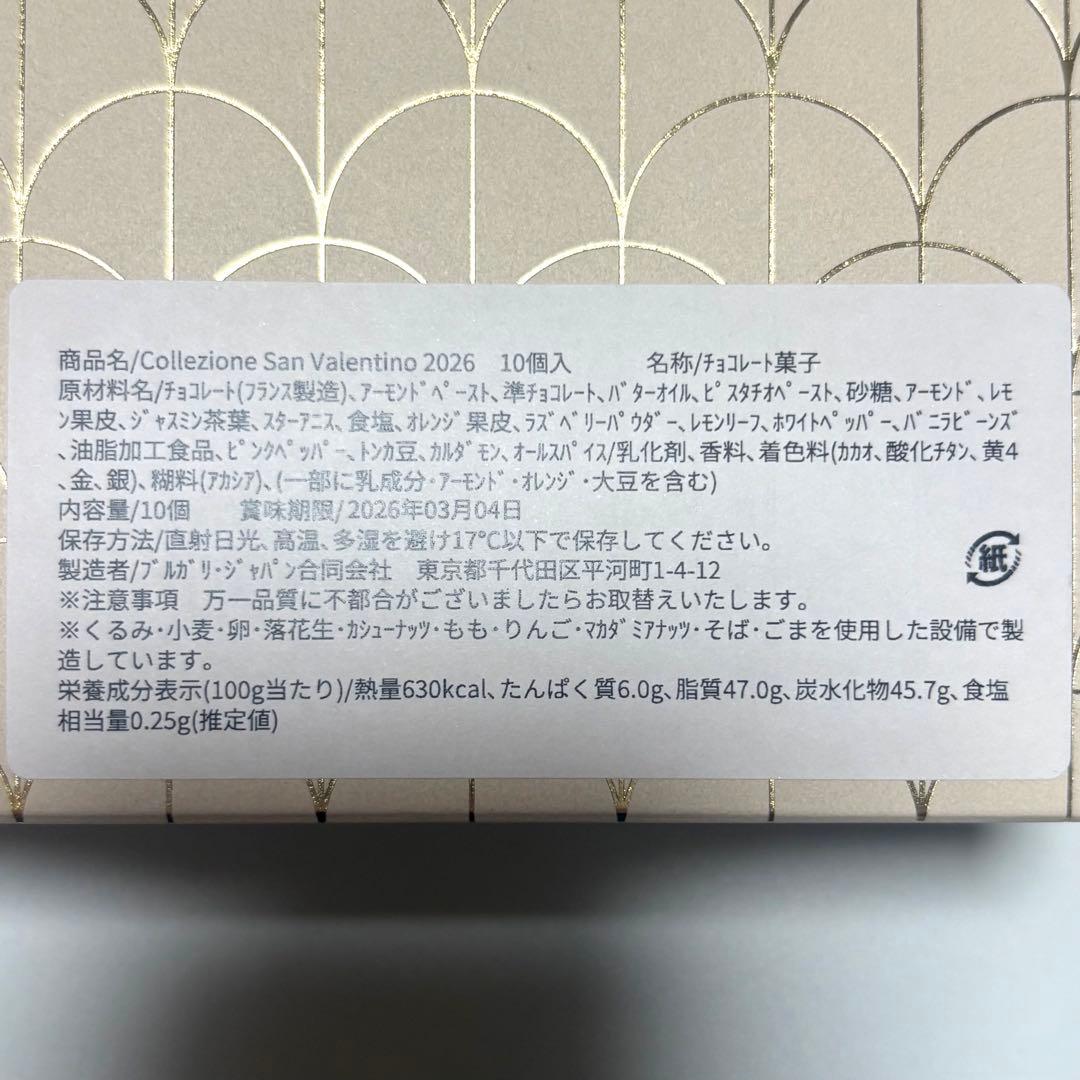 商品名/Collezione San Valentino 2026　10個入　　　名称/ﾁｮｺﾚｰﾄ菓子
原材料名/ﾁｮｺﾚｰﾄ(ﾌﾗﾝｽ製造)､ｱｰﾓﾝﾄﾞﾍﾟｰｽﾄ､準ﾁｮｺﾚｰﾄ､ﾊﾞﾀｰｵｲﾙ､ﾋﾟｽﾀﾁｵﾍﾟｰｽﾄ､砂糖､ｱｰﾓﾝﾄﾞ､ﾚﾓ
ﾝ果皮､ｼﾞｬｽﾐﾝ茶葉､ｽﾀｰｱﾆｽ､食塩､ｵﾚﾝｼﾞ果皮､ﾗｽﾞﾍﾞﾘｰﾊﾟｳﾀﾞｰ､ﾚﾓﾝﾘｰﾌ､ﾎﾜｲﾄﾍﾟｯﾊﾟｰ､ﾊﾞﾆﾗﾋﾞｰﾝｽﾞ
､油脂加工食品､ﾋﾟﾝｸﾍﾟｯﾊﾟｰ､ﾄﾝｶ豆､ｶﾙﾀﾞﾓﾝ､ｵｰﾙｽﾊﾟｲｽ/乳化剤､香料､着色料(ｶｶｵ､酸化ﾁﾀﾝ､黄4
､金､銀)､糊料(ｱｶｼｱ)､(一部に乳成分･ｱｰﾓﾝﾄﾞ･ｵﾚﾝｼﾞ･大豆を含む)
内容量/10個　　賞味期限/2026年03月04日
保存方法/直射日光､高温､多湿を避け17℃以下で保存してください｡
製造者/ﾌﾞﾙｶﾞﾘ･ｼﾞｬﾊﾟﾝ合同会社　東京都千代田区平河町1-4-12
※注意事項　万一品質に不都合がございましたらお取替えいたします｡
※くるみ･小麦･卵･落花生･ｶｼｭｰﾅｯﾂ･もも･りんご･ﾏｶﾀﾞﾐｱﾅｯﾂ･そば･ごまを使用した設備で製
造しています｡
栄養成分表示(100g当たり)/熱量630kcal､たんぱく質6.0g､脂質47.0g､炭水化物45.7g､食塩
相当量0.25g(推定値)
紙